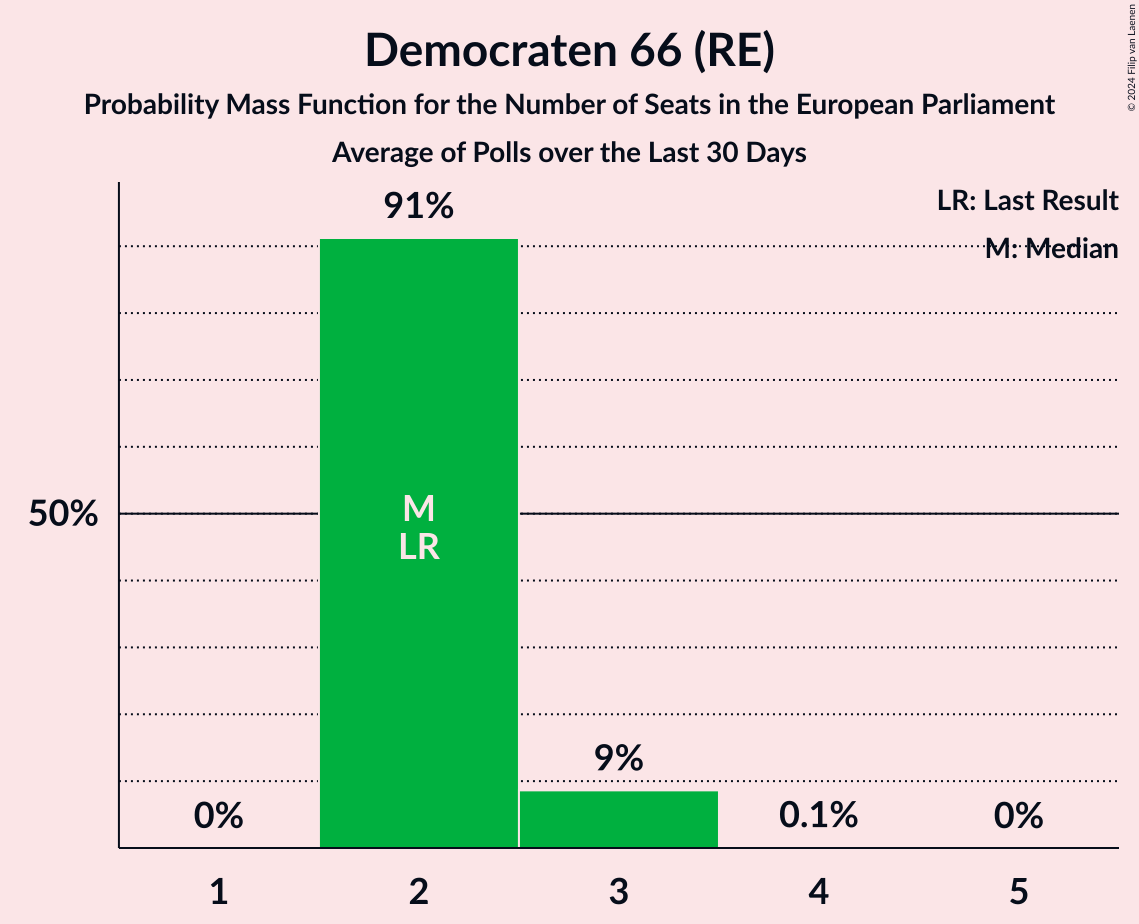 Democraten 66 (RE)
Probability Mass Function for the Number of Seats in the European Parliament
Average of Polls over the Last 30 Days
© 2024 Filip van Laenen
LR: Last Result
M: Median
91%
50%
M
LR
9%
0%
0.1%
0%
1
2
3
4
5